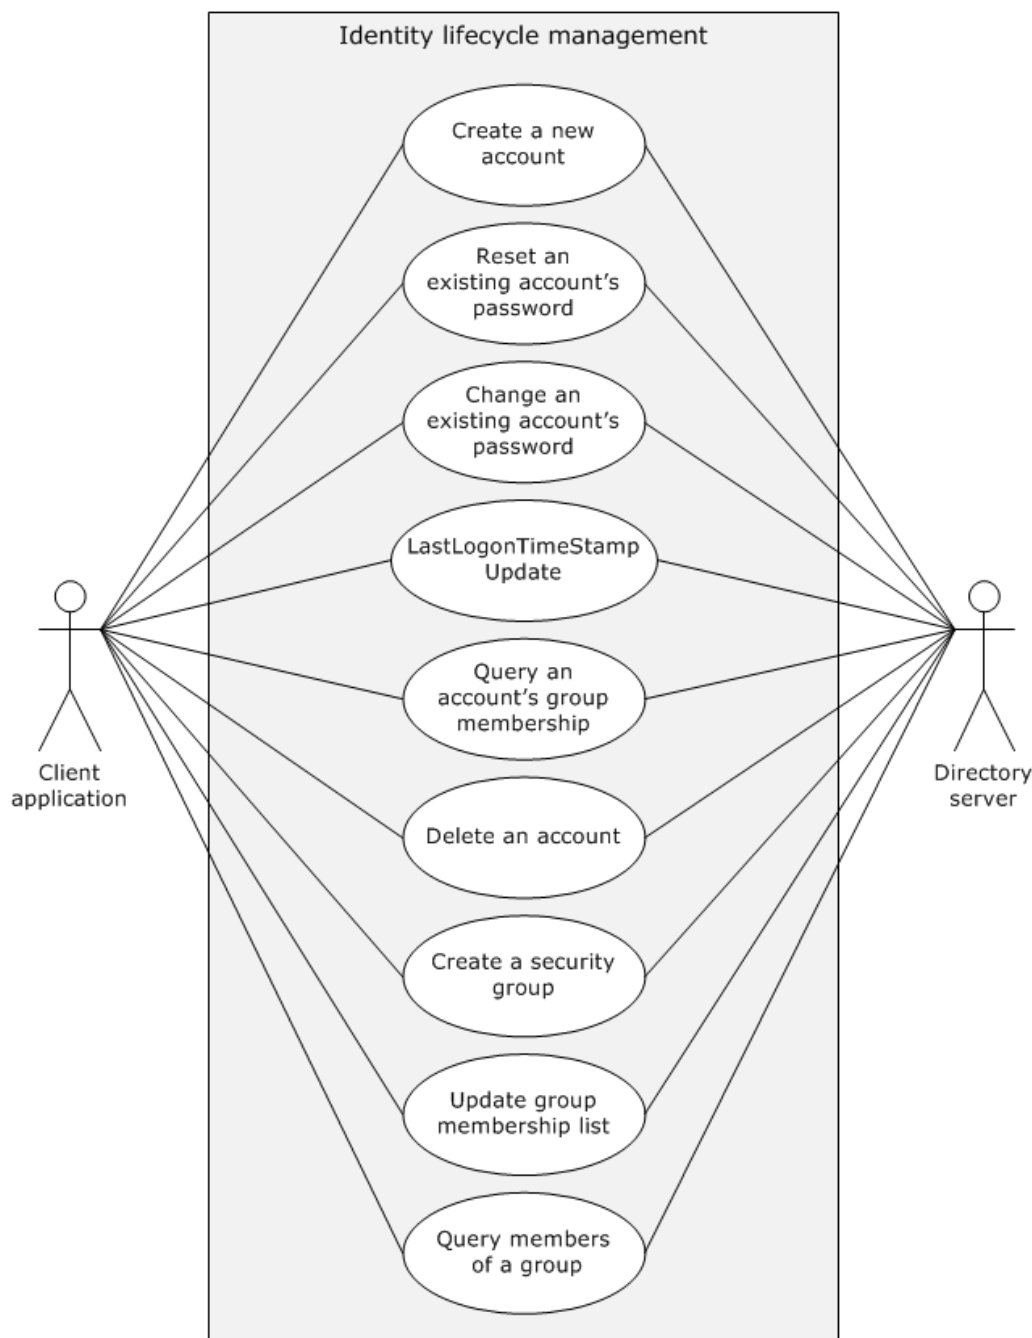 Identity lifecycle management
Create a new
account
Reset an
existing account’s
password
Change an
existing account’s
password
LastLogonTimeStamp
Update
Query an
account’s group
membership
Delete an account
Create a security
group
Update group
membership list
Query members
of a group
Client
application
Directory
server